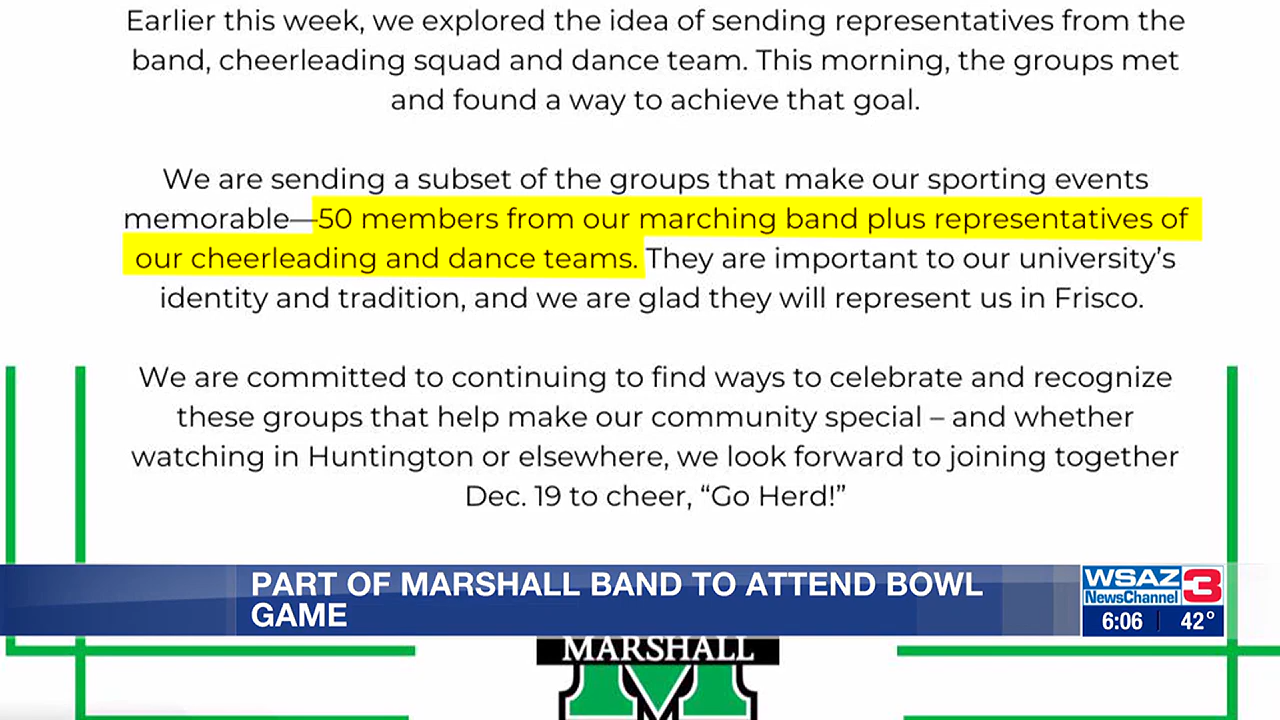 Earlier this week, we explored the idea of sending representatives from the
band, cheerleading squad and dance team. This morning, the groups met
and found a way to achieve that goal.
We are sending a subset of the groups that make our sporting events
memorable—50 members from our marching band plus representatives of
our cheerleading and dance teams. They are important to our university’s
identity and tradition, and we are glad they will represent us in Frisco.
We are committed to continuing to find ways to celebrate and recognize
these groups that help make our community special – and whether
watching in Huntington or elsewhere, we look forward to joining together
Dec. 19 to cheer, “Go Herd!”
PART OF MARSHALL BAND TO ATTEND BOWL
GAME
WSAZ 3
NewsChannel
6:06 | 42°
MARSHALL
M